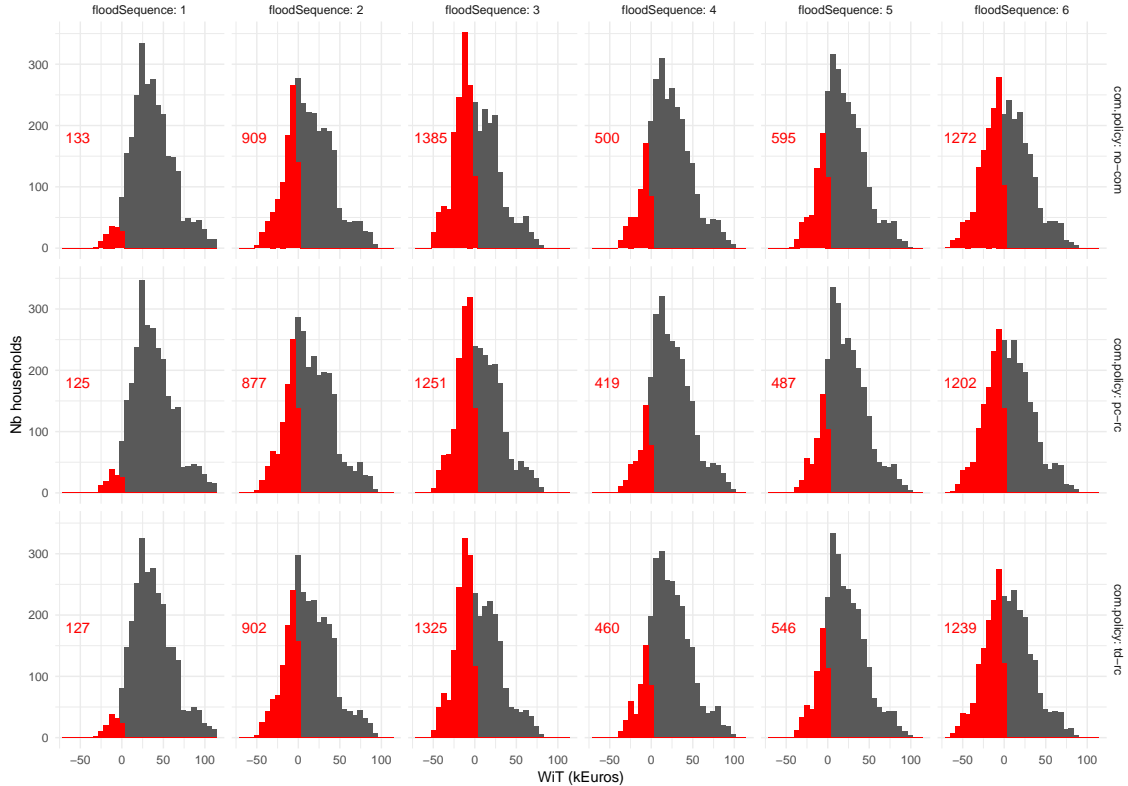 floodSequence: 1 floodSequence: 2 floodSequence: 3 floodSequence: 4 floodSequence: 5 floodSequence: 6
300
200
100
0
133 909 1385 500 595 1272
com.policy: no−com
300
200
100
0
125 877 1251 419 487 1202
com.policy: pc−rc
300
200
100
0
127 902 1325 460 546 1239
com.policy: td−rc
Nb households
−50 0 50 100 −50 0 50 100 −50 0 50 100 −50 0 50 100 −50 0 50 100 −50 0 50 100
WiT (kEuros)